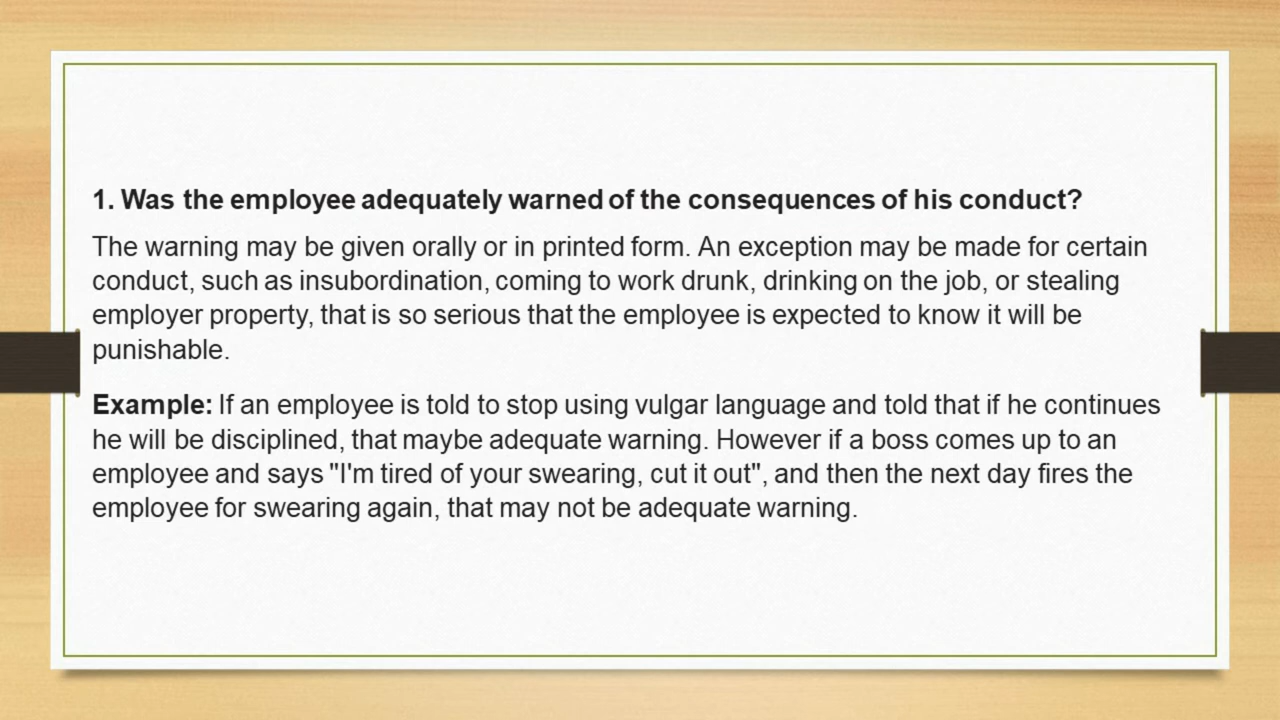 1. Was the employee adequately warned of the consequences of his conduct?
The warning may be given orally or in printed form. An exception may be made for certain
conduct, such as insubordination, coming to work drunk, drinking on the job, or stealing
employer property, that is so serious that the employee is expected to know it will be
punishable.
Example: If an employee is told to stop using vulgar language and told that if he continues
he will be disciplined, that maybe adequate warning. However if a boss comes up to an
employee and says "I'm tired of your swearing, cut it out", and then the next day fires the
employee for swearing again, that may not be adequate warning.